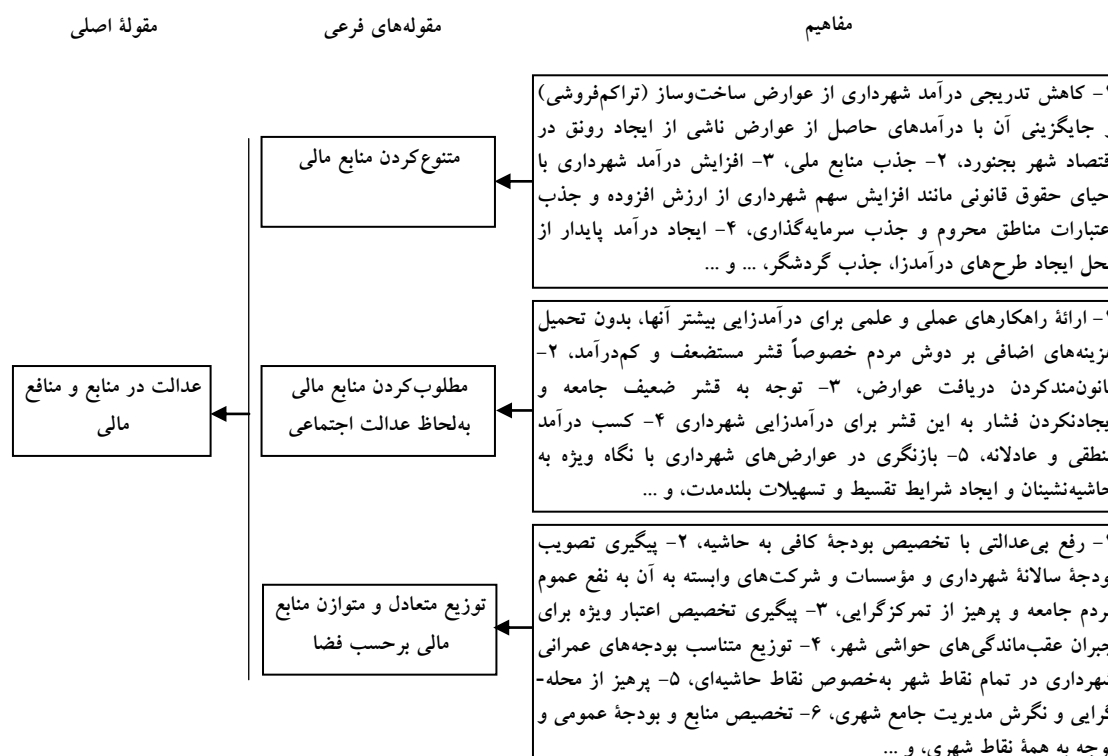 مفاهیم
مقوله‌های فرعی
مقولهٔ اصلی
- کاهش تدریجی درآمد شهرداری از عوارض ساخت‌وساز (تراکم‌فروشی)
جایگزینی آن با درآمدهای حاصل از عوارض ناشی از ایجاد رونق در
قتصاد شهر بجنورد، ۲- جذب منابع ملی، ۳- افزایش درآمد شهرداری با
حیای حقوق قانونی مانند افزایش سهم شهرداری از ارزش افزوده و جذب
عتبارات مناطق محروم و جذب سرمایه‌گذاری، ۴- ایجاد درآمد پایدار از
حل ایجاد طرح‌های درآمدزا، جذب گردشگر، ... و ...
متنوع‌کردن منابع مالی
- ارائهٔ راهکارهای عملی و علمی برای درآمدزایی بیشتر آنها، بدون تحمیل
زینه‌های اضافی بر دوش مردم خصوصاً قشر مستضعف و کم‌درآمد، ۲-
انون‌مندکردن دریافت عوارض، ۳- توجه به قشر ضعیف جامعه و
یجادنکردن فشار به این قشر برای درآمدزایی شهرداری ۴- کسب درآمد
نطقی و عادلانه، ۵- بازنگری در عوارض‌های شهرداری با نگاه ویژه به
حاشیه‌نشینان و ایجاد شرایط تقسیط و تسهیلات بلندمدت، و ...
مطلوب‌کردن منابع مالی
به‌لحاظ عدالت اجتماعی
عدالت در منابع و منافع
مالی
- رفع بی‌عدالتی با تخصیص بودجهٔ کافی به حاشیه، ۲- پیگیری تصویب
ودجهٔ سالانهٔ شهرداری و مؤسسات و شرکت‌های وابسته به آن به نفع عموم
ردم جامعه و پرهیز از تمرکزگرایی، ۳- پیگیری تخصیص اعتبار ویژه برای
جبران عقب‌ماندگی‌های حواشی شهر، ۴- توزیع متناسب بودجه‌های عمرانی
شهرداری در تمام نقاط شهر به‌خصوص نقاط حاشیه‌ای، ۵- پرهیز از محله-
گرایی و نگرش مدیریت جامع شهری، ۶- تخصیص منابع و بودجهٔ عمومی و
وجه به همهٔ نقاط شهری، و ...
توزیع متعادل و متوازن منابع
مالی برحسب فضا